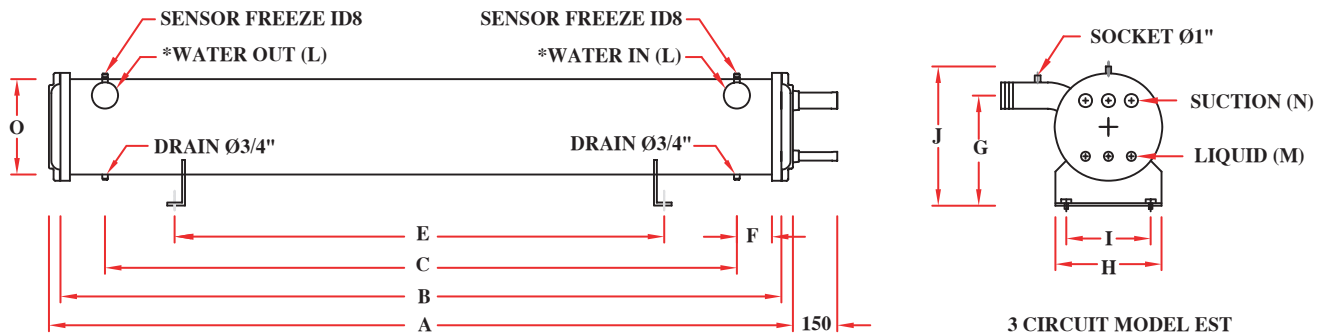 SENSOR FREEZE ID8
SENSOR FREEZE ID8
*WATER OUT (L)
*WATER IN (L)
SOCKET Ø1"
O
DRAIN Ø3/4"
DRAIN Ø3/4"
J
G
SUCTION (N)
LIQUID (M)
E
F
C
B
A
150
I
H
3 CIRCUIT MODEL EST